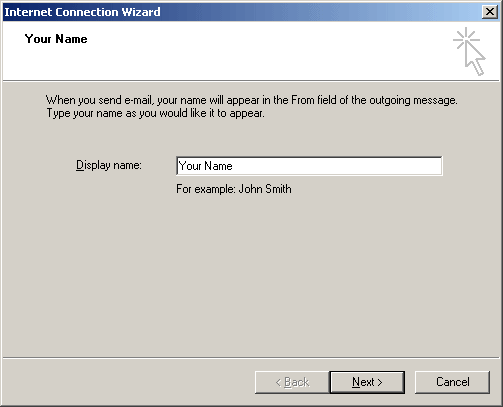 Internet Connection Wizard
Your Name
When you send e-mail, your name will appear in the From field of the outgoing message.
Type your name as you would like it to appear.
Display name: Your Name
For example: John Smith
< Back Next > Cancel